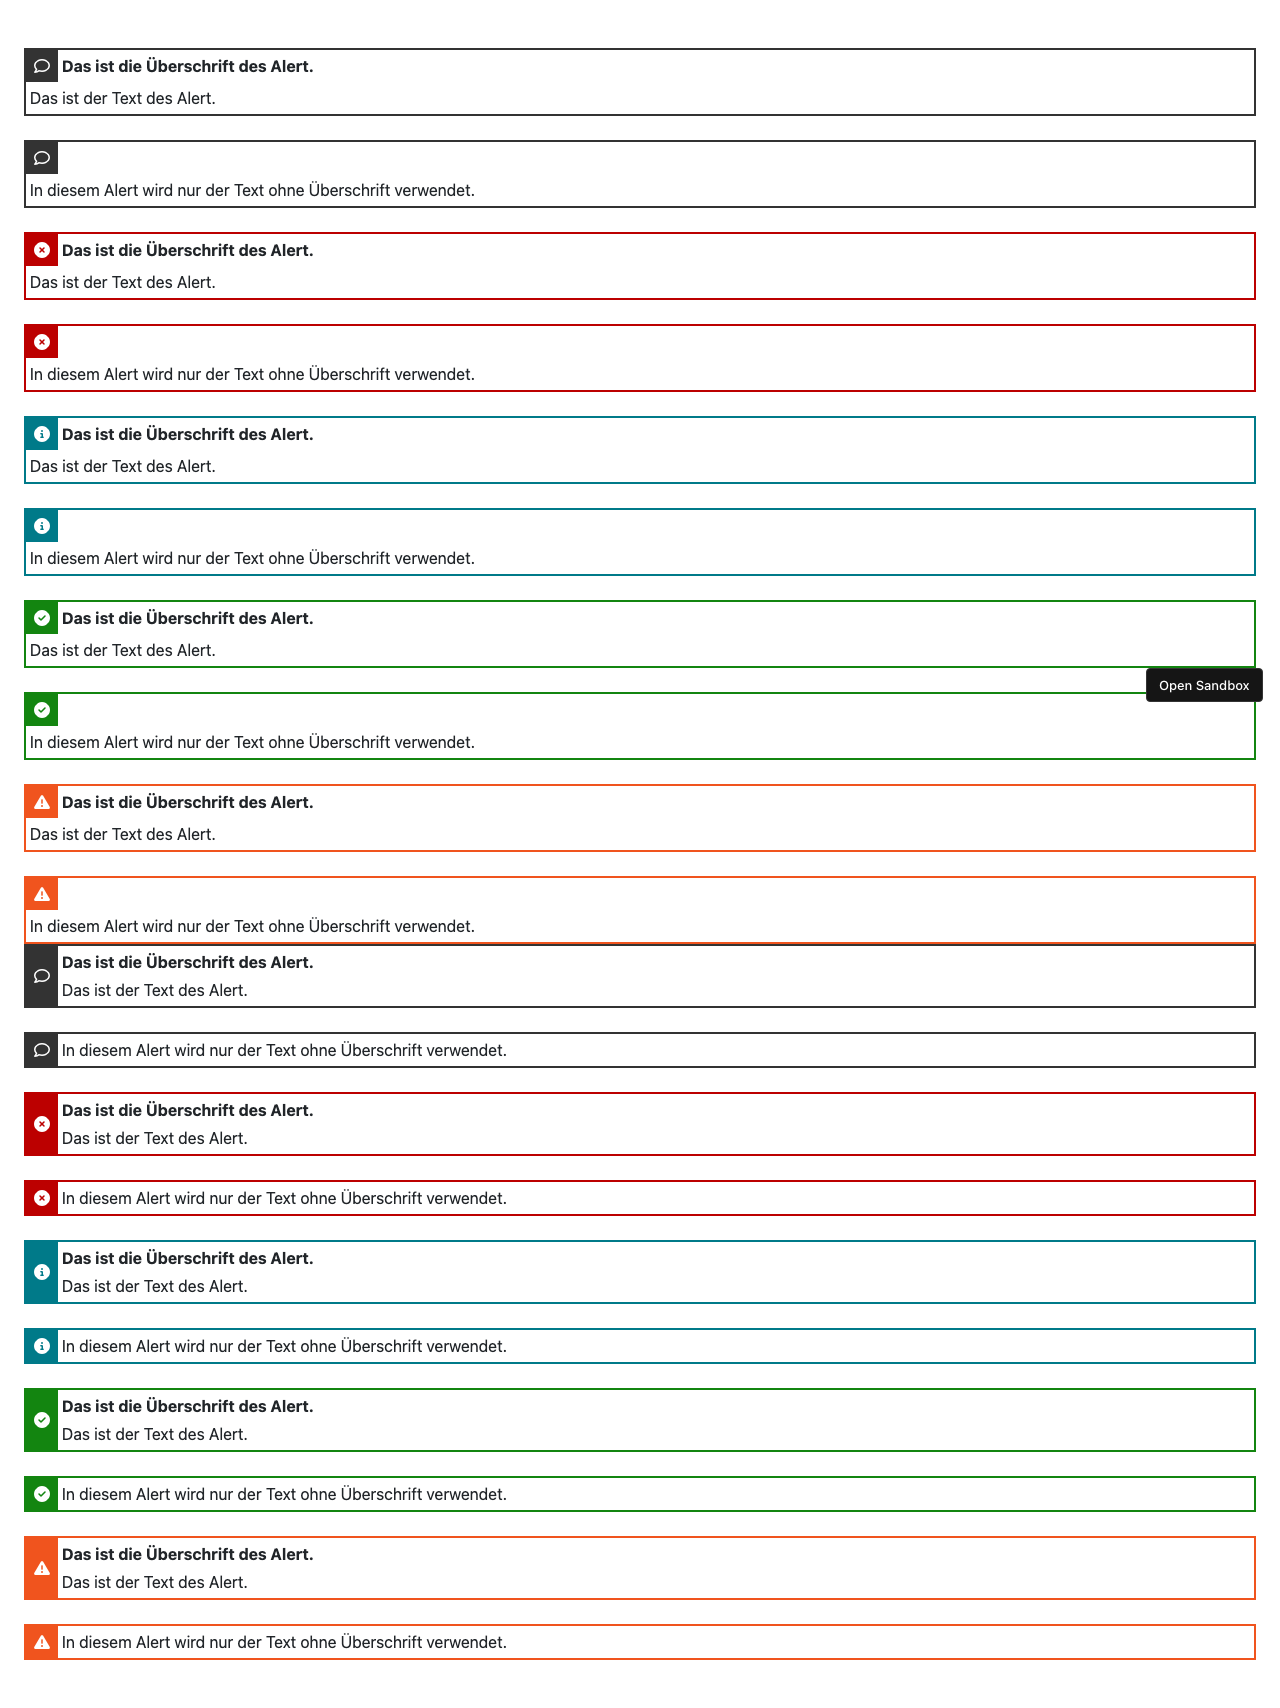 Das ist die Überschrift des Alert.
Das ist der Text des Alert.
In diesem Alert wird nur der Text ohne Überschrift verwendet.
Das ist die Überschrift des Alert.
Das ist der Text des Alert.
In diesem Alert wird nur der Text ohne Überschrift verwendet.
Das ist die Überschrift des Alert.
Das ist der Text des Alert.
In diesem Alert wird nur der Text ohne Überschrift verwendet.
Das ist die Überschrift des Alert.
Das ist der Text des Alert.
Open Sandbox
In diesem Alert wird nur der Text ohne Überschrift verwendet.
Das ist die Überschrift des Alert.
Das ist der Text des Alert.
In diesem Alert wird nur der Text ohne Überschrift verwendet.
Das ist die Überschrift des Alert.
Das ist der Text des Alert.
In diesem Alert wird nur der Text ohne Überschrift verwendet.
Das ist die Überschrift des Alert.
Das ist der Text des Alert.
In diesem Alert wird nur der Text ohne Überschrift verwendet.
Das ist die Überschrift des Alert.
Das ist der Text des Alert.
In diesem Alert wird nur der Text ohne Überschrift verwendet.
Das ist die Überschrift des Alert.
Das ist der Text des Alert.
In diesem Alert wird nur der Text ohne Überschrift verwendet.
Das ist die Überschrift des Alert.
Das ist der Text des Alert.
In diesem Alert wird nur der Text ohne Überschrift verwendet.